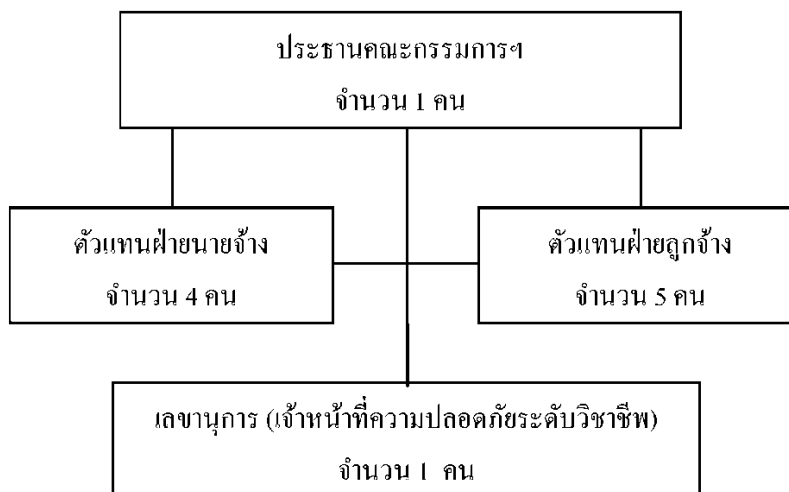 ประธานคณะกรรมการฯ
จำนวน 1 คน
ตัวแทนฝ่ายนายจ้าง
จำนวน 4 คน
ตัวแทนฝ่ายลูกจ้าง
จำนวน 5 คน
เลขานุการ (เจ้าหน้าที่ความปลอดภัยระดับวิชาชีพ)
จำนวน 1 คน